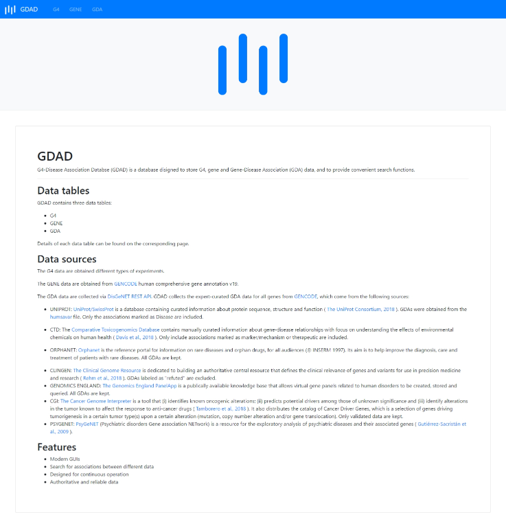 GDAD G4 GENE GDA
GDAD
G4-Disease Association Databse (GDAD) is a database disigned to store G4, gene and Gene-Disease Association (GDA) data, and to provide convenient search functions.
Data tables
GDAD contains three data tables:
G4
GENE
GDA
Details of each data table can be found on the corresponding page.
Data sources
The G4 data are obtained different types of experiments.
The GENE data are obtained from GENCODE human comprehensive gene annotation v19.
The GDA data are collected via DisGeNET REST API. GDAD collects the expert-curated GDA data for all genes from GENCODE, which come from the following sources:
UNIPROT: UniProt/SwissProt is a database containing curated information about protein sequence, structure and function ( The UniProt Consortium, 2018 ). GDAs were obtained from the
humsavar file. Only the associations marked as Disease are included.
CTD: The Comparative Toxicogenomics Database contains manually curated information about gene-disease relationships with focus on understanding the effects of environmental
chemicals on human health ( Davis et al., 2018 ). Only include associations marked as marker/mechanism or therapeutic are included.
ORPHANET: Orphanet is the reference portal for information on rare diseases and orphan drugs, for all audiences (© INSERM 1997). Its aim is to help improve the diagnosis, care and
treatment of patients with rare diseases. All GDAs are kept.
CLINGEN: The Clinical Genome Resource is dedicated to building an authoritative central resource that defines the clinical relevance of genes and variants for use in precision medicine
and research ( Rehm et al., 2018 ). GDAs labeled as "refuted" are excluded.
GENOMICS ENGLAND: The Genomics England PanelApp is a publically available knowledge base that allows virtual gene panels related to human disorders to be created, stored and
queried. All GDAs are kept.
CGI: The Cancer Genome Interpreter is a tool that: (i) identifies known oncogenic alterations; (ii) predicts potential drivers among those of unknown significance and (iii) identify alterations
in the tumor known to affect the response to anti-cancer drugs ( Tamborero et al., 2018 ). It also distributes the catalog of Cancer Driver Genes, which is a selection of genes driving
tumorigenesis in a certain tumor type(s) upon a certain alteration (mutation, copy number alteration and/or gene translocation). Only validated data are kept.
PSYGENET: PsyGeNET (Psychiatric disorders Gene association NETwork) is a resource for the exploratory analysis of psychiatric diseases and their associated genes ( Gutiérrez-Sacristán et
al., 2009 ).
Features
Modern GUIs
Search for associations between different data
Designed for continuous operation
Authoritative and reliable data